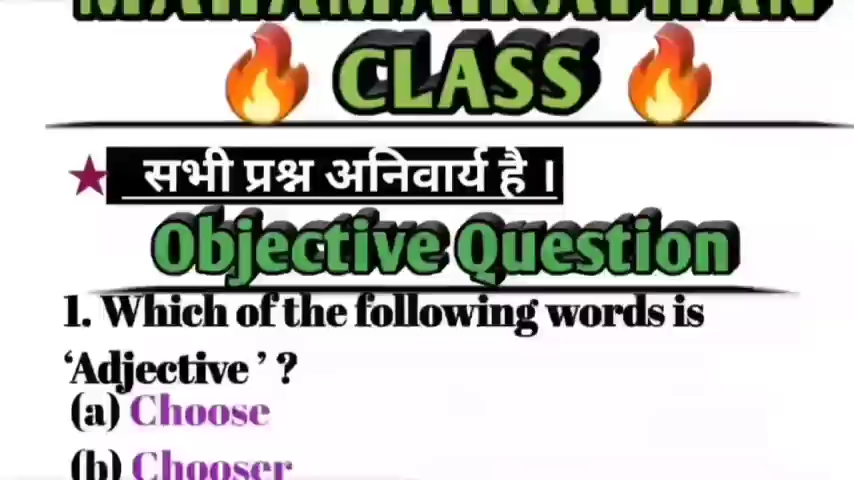 CLASS
सभी प्रश्न अनिवार्य है ।
Objective Question
1. Which of the following words is
‘Adjective ’ ?
(a) Choose
(b) Chooser